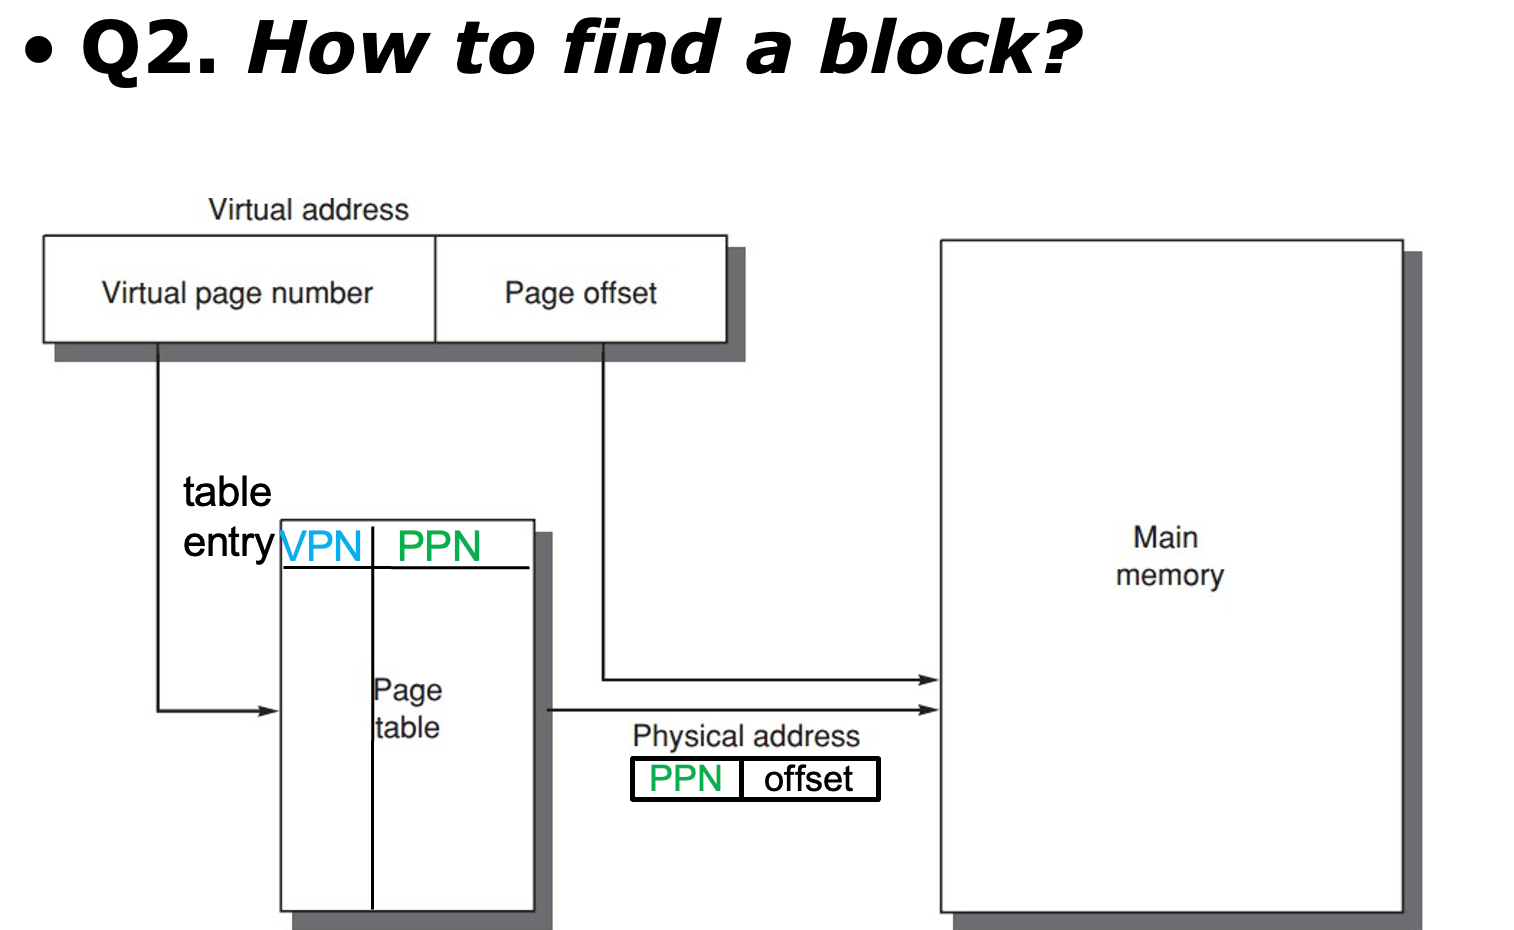 • Q2. How to find a block?
Virtual address
Virtual page number
Page offset
table
entry
VPN
PPN
Page
table
Physical address
PPN
offset
Main
memory